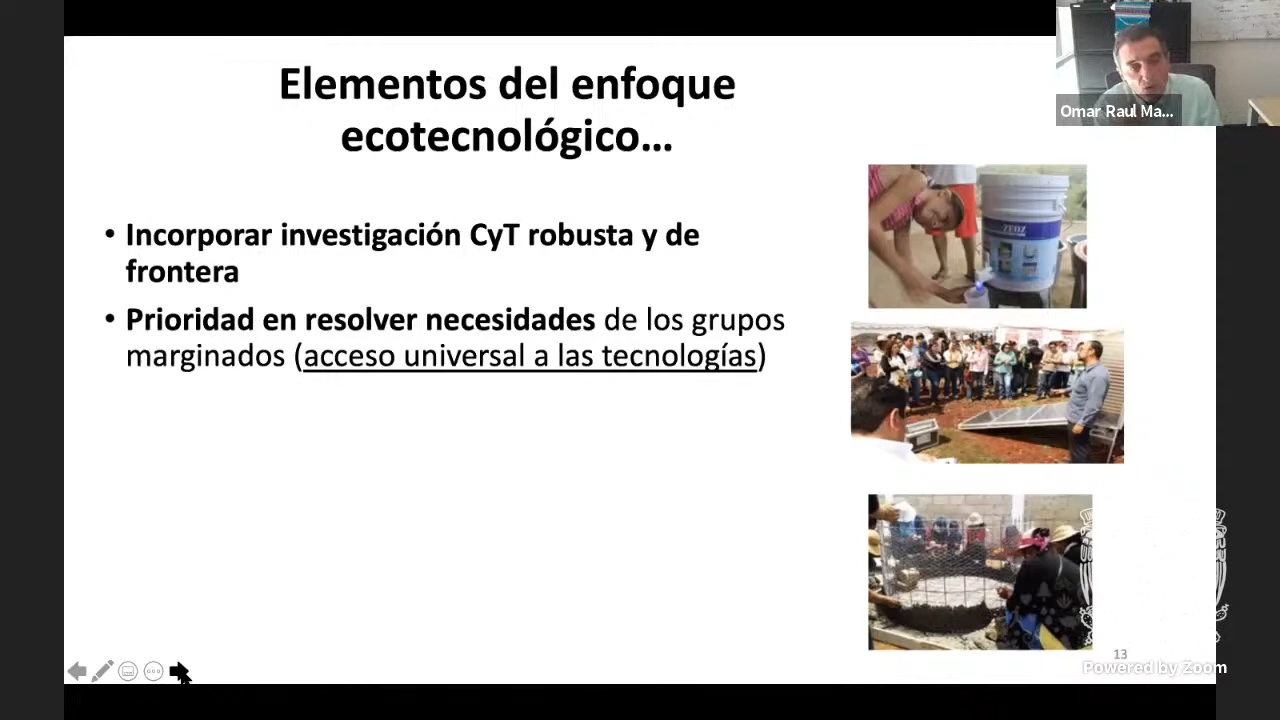 Elementos del enfoque
ecotecnológico...
Omar Raul Ma...
• Incorporar investigación CyT robusta y de
frontera
• Prioridad en resolver necesidades de los grupos
marginados (acceso universal a las tecnologías)
13
Powered by Zoom